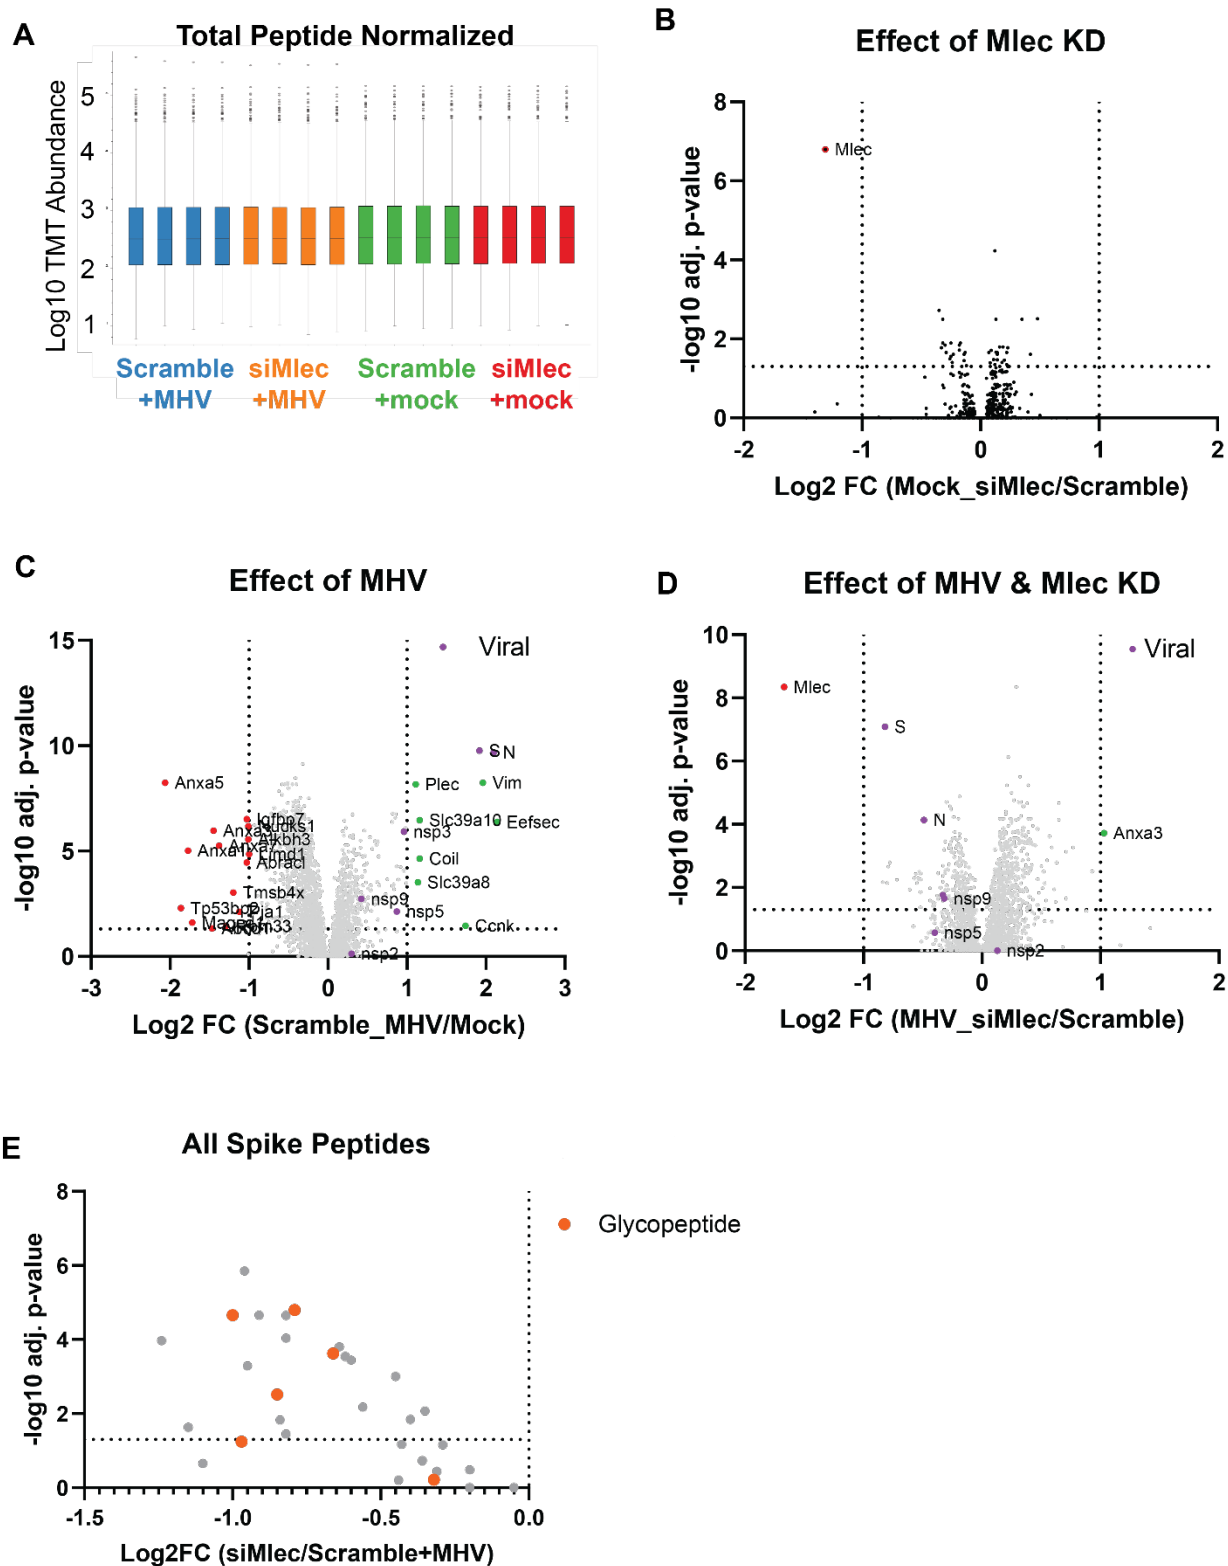 A
Total Peptide Normalized
Log10 TMT Abundance
5
4
3
2
1
Scramble +MHV
siMlec +MHV
Scramble +mock
siMlec +mock
B
Effect of Mlec KD
-log10 adj. p-value
8
6
4
2
0
Mlec
-2 -1 0 1 2
Log2 FC (Mock_siMlec/Scramble)
C
Effect of MHV
-log10 adj. p-value
15
10
5
0
Viral
S
N
Anxa5
Plec
Vim
Igfbp7
Nucks1
Slc39a10
Eefsec
nsp3
Alkbh3
Anxa7
Limd1
Coil
Abracl
Slc39a8
Tmsb4x
nsp9
Tp53bp2
Pja1
nsp5
Ccnk
nsp2
-3 -2 -1 0 1 2 3
Log2 FC (Scramble_MHV/Mock)
D
Effect of MHV & Mlec KD
-log10 adj. p-value
10
8
6
4
2
0
Viral
Mlec
S
N
Anxa3
nsp9
nsp5
nsp2
-2 -1 0 1 2
Log2 FC (MHV_siMlec/Scramble)
E
All Spike Peptides
-log10 adj. p-value
8
6
4
2
0
Glycopeptide
-1.5 -1.0 -0.5 0.0
Log2FC (siMlec/Scramble+MHV)